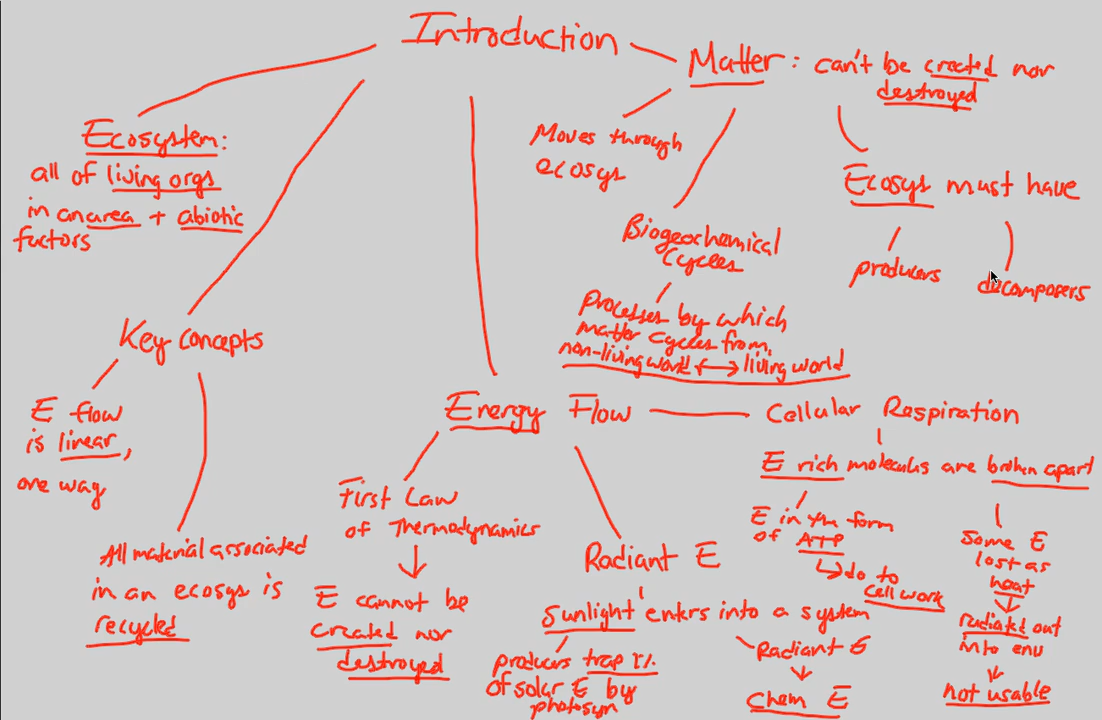 Introduction
Ecosystem:
all of living orgs
in an area + abiotic
factors
Key concepts
E flow
is linear,
one way
All material associated
in an ecosys is
recycled
Matter: can't be created nor
destroyed
Moves through
ecosys
Biogeochemical
Cycles
Processes by which
matter cycles from
non-living world ↔ living world
Ecosys must have
producers
decomposers
Energy Flow
First Law
of Thermodynamics
E cannot be
created nor
destroyed
Radiant E
Sunlight enters into a system
producers trap 1%
of solar E by
photosyn
Radiant E
Chem E
Cellular Respiration
E rich molecules are broken apart
E in the form
of ATP
do to
cell work
Some E
lost as
heat
radiated out
into env
not usable